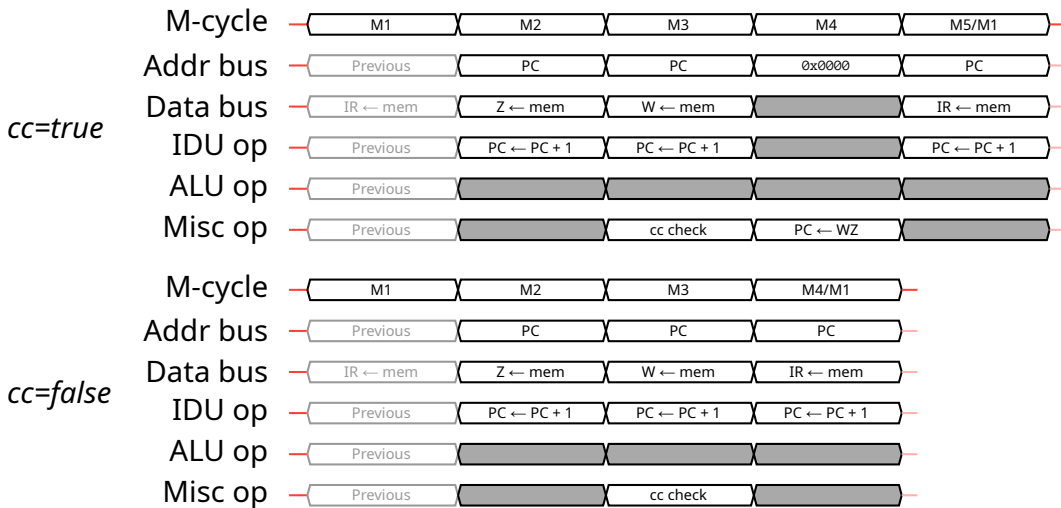 M-cycle M1 M2 M3 M4 M5/M1
Addr bus Previous PC PC 0x0000 PC
Data bus IR ← mem Z ← mem W ← mem IR ← mem
cc=true
IDU op Previous PC ← PC + 1 PC ← PC + 1 PC ← PC + 1
ALU op Previous
Misc op Previous cc check PC ← WZ
M-cycle M1 M2 M3 M4/M1
Addr bus Previous PC PC PC
Data bus IR ← mem Z ← mem W ← mem IR ← mem
cc=false
IDU op Previous PC ← PC + 1 PC ← PC + 1 PC ← PC + 1
ALU op Previous
Misc op Previous cc check